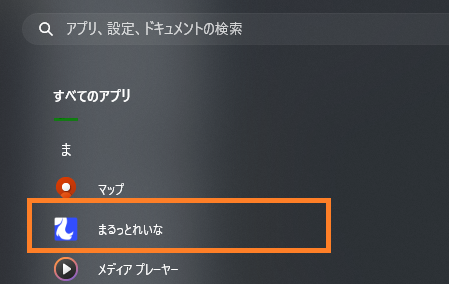 アプリ、設定、ドキュメントの検索
すべてのアプリ
ま
マップ
まるっとれいな
メディア プレーヤー